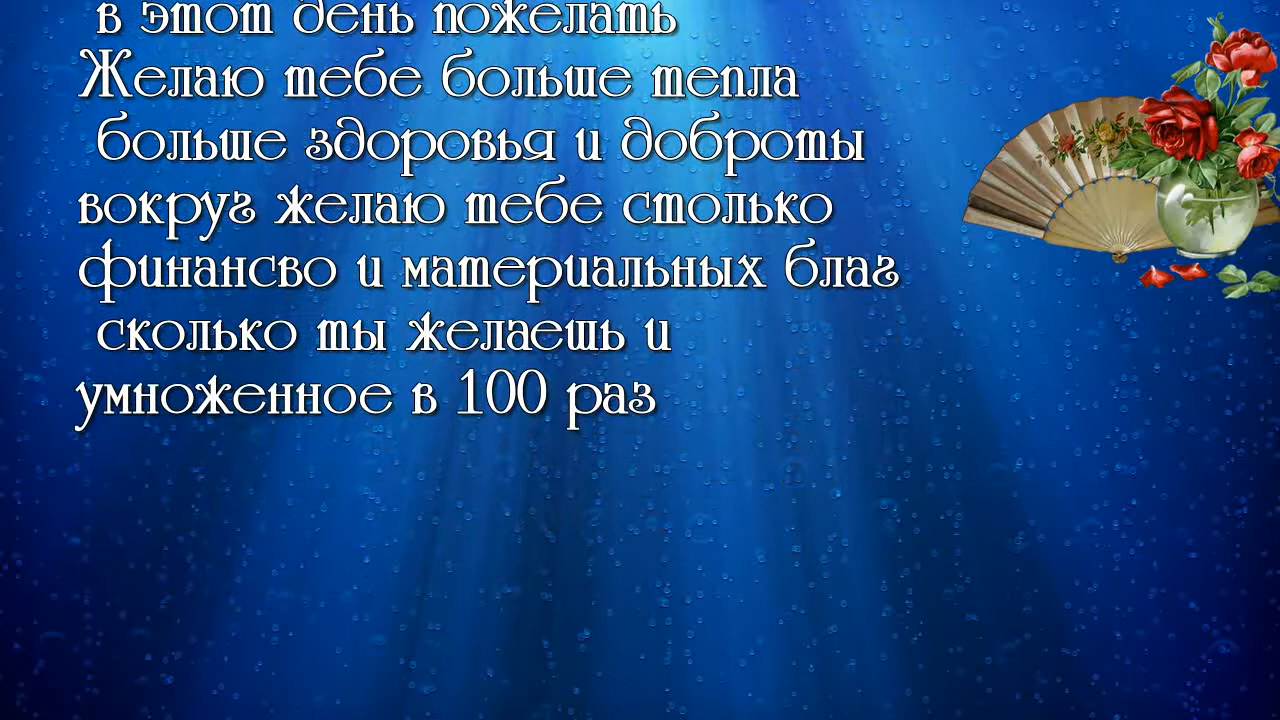 в этот день пожелать
Желаю тебе больше тепла
больше здоровья и доброты
вокруг желаю тебе столько
финансво и материальных благ
сколько ты желаешь и
умноженное в 100 раз